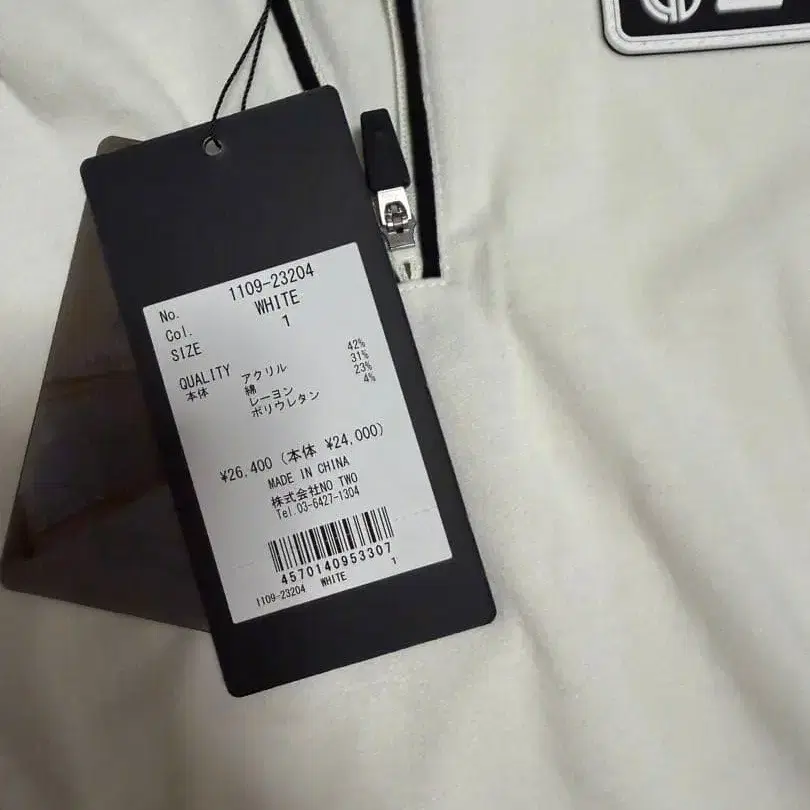 No. 1109-23204
Col. WHITE
SIZE 1
QUALITY
本体 アクリル 42%
綿 31%
レーヨン 23%
ポリウレタン 4%
¥26,400 (本体 ¥24,000)
MADE IN CHINA
株式会社NO TWO
Tel.03-6427-1304
4570140953307
1109-23204 WHITE 1